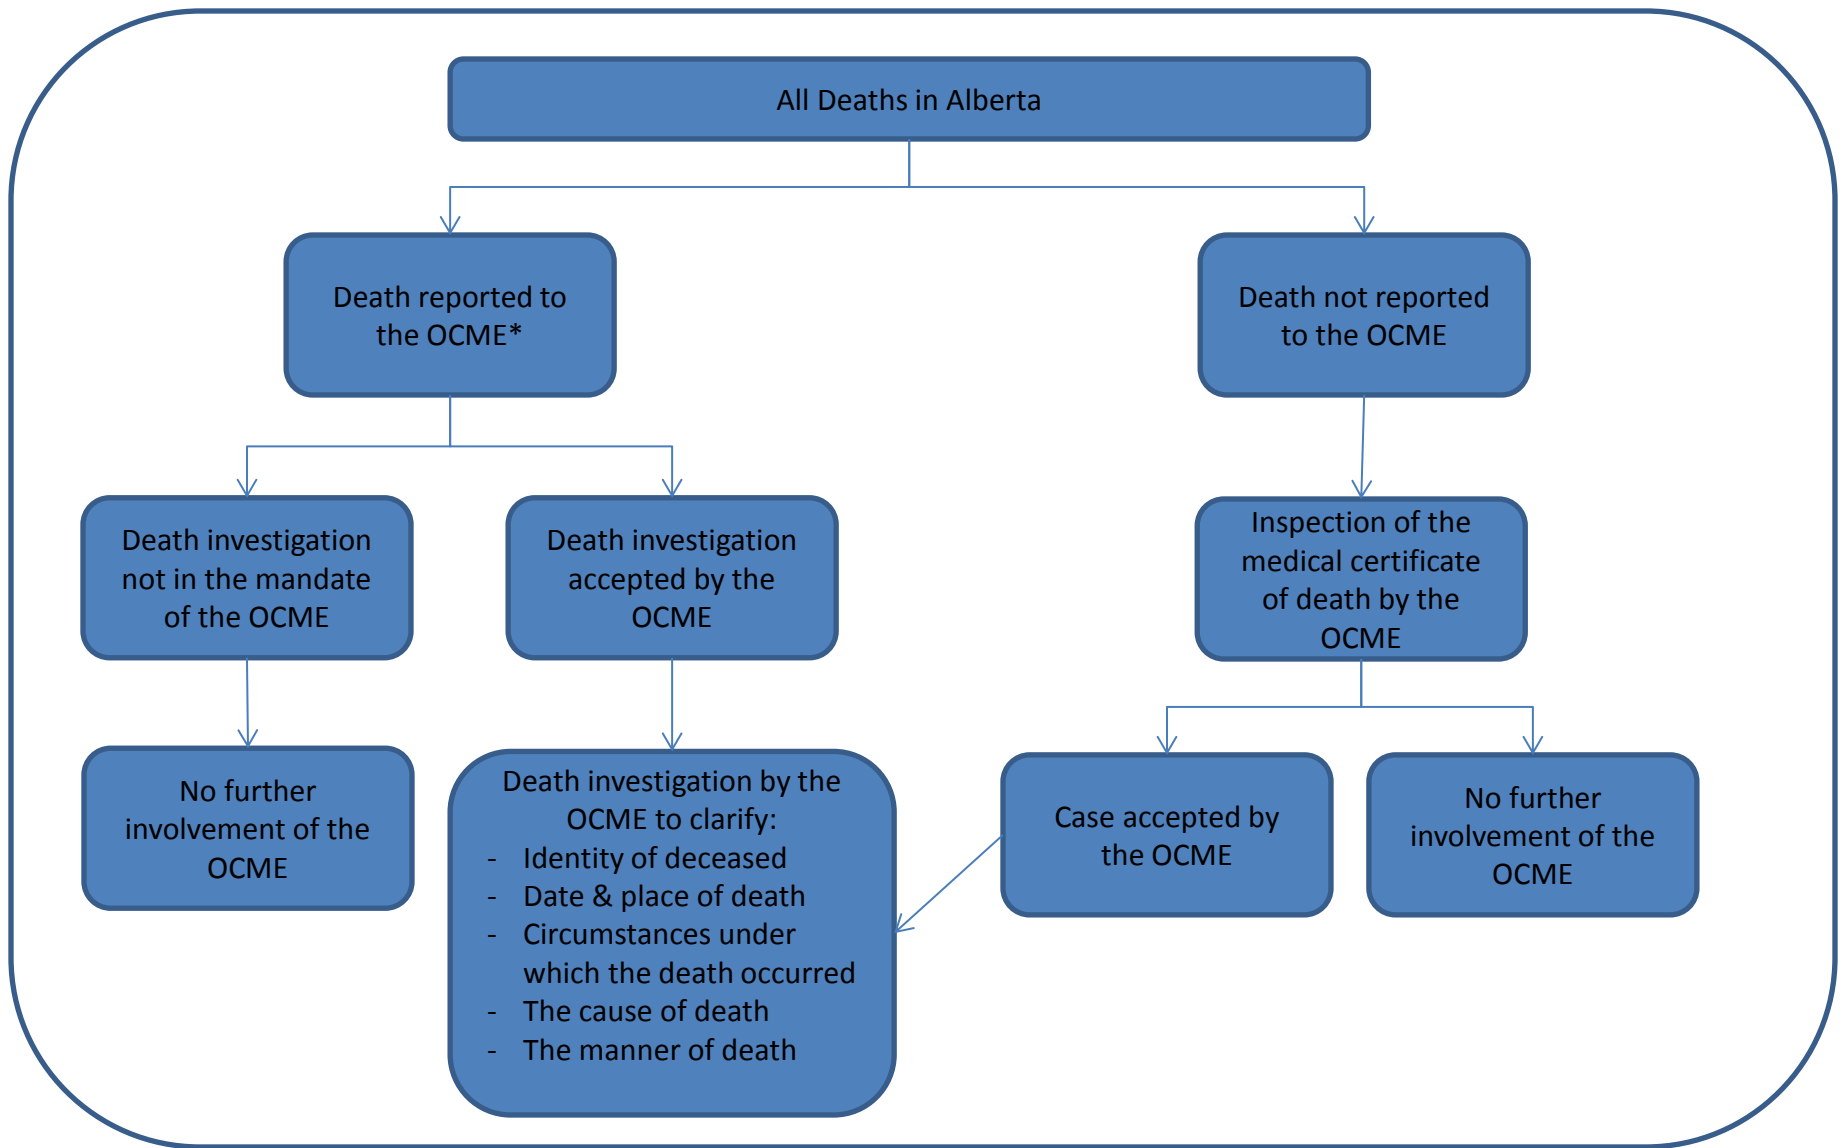 All Deaths in Alberta
Death reported to
the OCME*
Death not reported
to the OCME
Death investigation
not in the mandate
of the OCME
Death investigation
accepted by the
OCME
Inspection of the
medical certificate
of death by the
OCME
No further
involvement of the
OCME
Death investigation by the
OCME to clarify:
- Identity of deceased
- Date & place of death
- Circumstances under
which the death occurred
- The cause of death
- The manner of death
Case accepted by
the OCME
No further
involvement of the
OCME